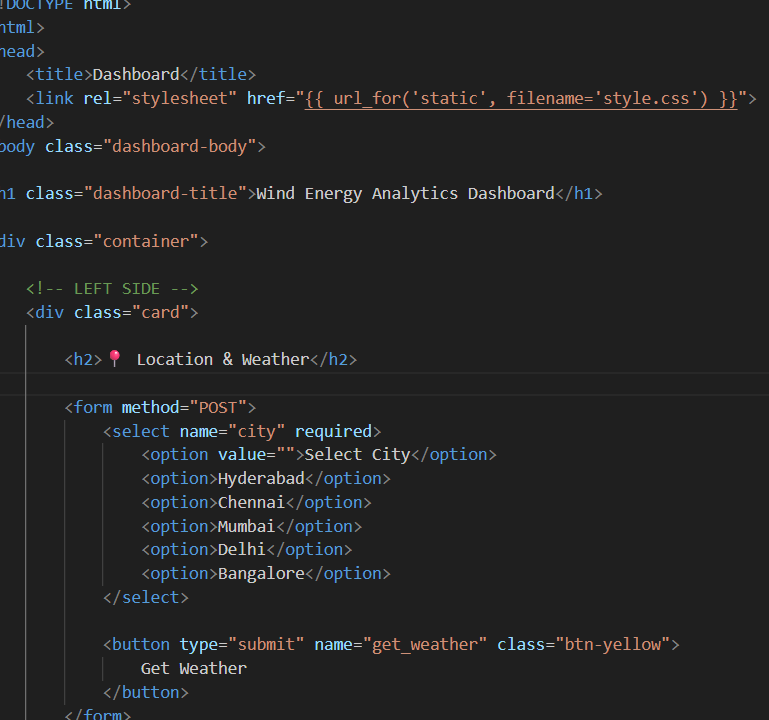 !DOCTYPE html>
html>
head>
<title>Dashboard</title>
<link rel="stylesheet" href="{{ url_for('static', filename='style.css') }}">
/head>
body class="dashboard-body">
h1 class="dashboard-title">Wind Energy Analytics Dashboard</h1>
div class="container">
<!-- LEFT SIDE -->
<div class="card">
<h2>📍 Location & Weather</h2>
<form method="POST">
<select name="city" required>
<option value="">Select City</option>
<option>Hyderabad</option>
<option>Chennai</option>
<option>Mumbai</option>
<option>Delhi</option>
<option>Bangalore</option>
</select>
<button type="submit" name="get_weather" class="btn-yellow">
Get Weather
</button>
</form>